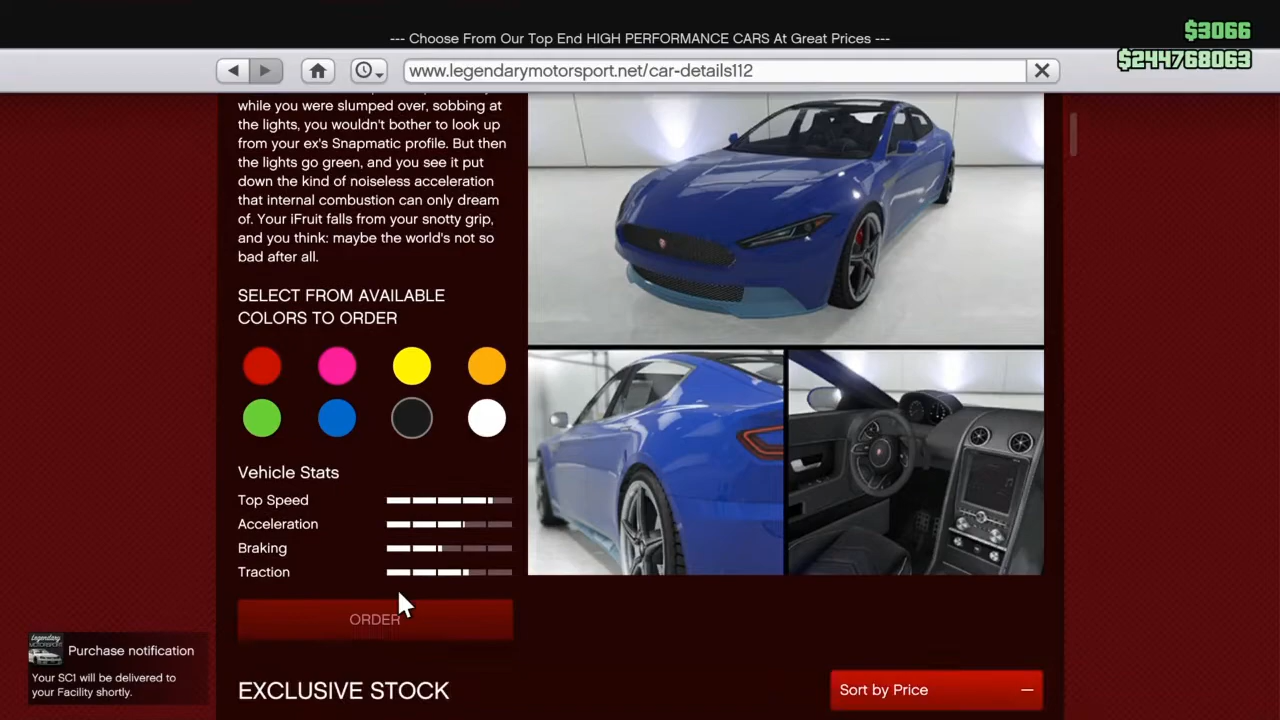 --- Choose From Our Top End HIGH PERFORMANCE CARS At Great Prices ---
$3066
$244768063
www.legendarymotorsport.net/car-details112
while you were slumped over, sobbing at
the lights, you wouldn't bother to look up
from your ex's Snapmatic profile. But then
the lights go green, and you see it put
down the kind of noiseless acceleration
that internal combustion can only dream
of. Your iFruit falls from your snotty grip,
and you think: maybe the world's not so
bad after all.
SELECT FROM AVAILABLE
COLORS TO ORDER
Vehicle Stats
Top Speed
Acceleration
Braking
Traction
ORDER
Legendary
MOTORSPORT
Purchase notification
Your SC1 will be delivered to
your Facility shortly.
EXCLUSIVE STOCK
Sort by Price